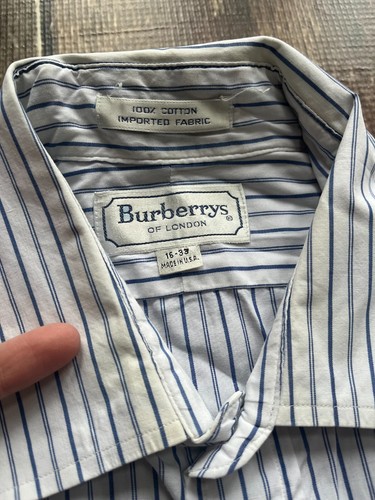 100% COTTON
IMPORTED FABRIC
Burberrys®
OF LONDON
16-33
MADE IN U.S.A.